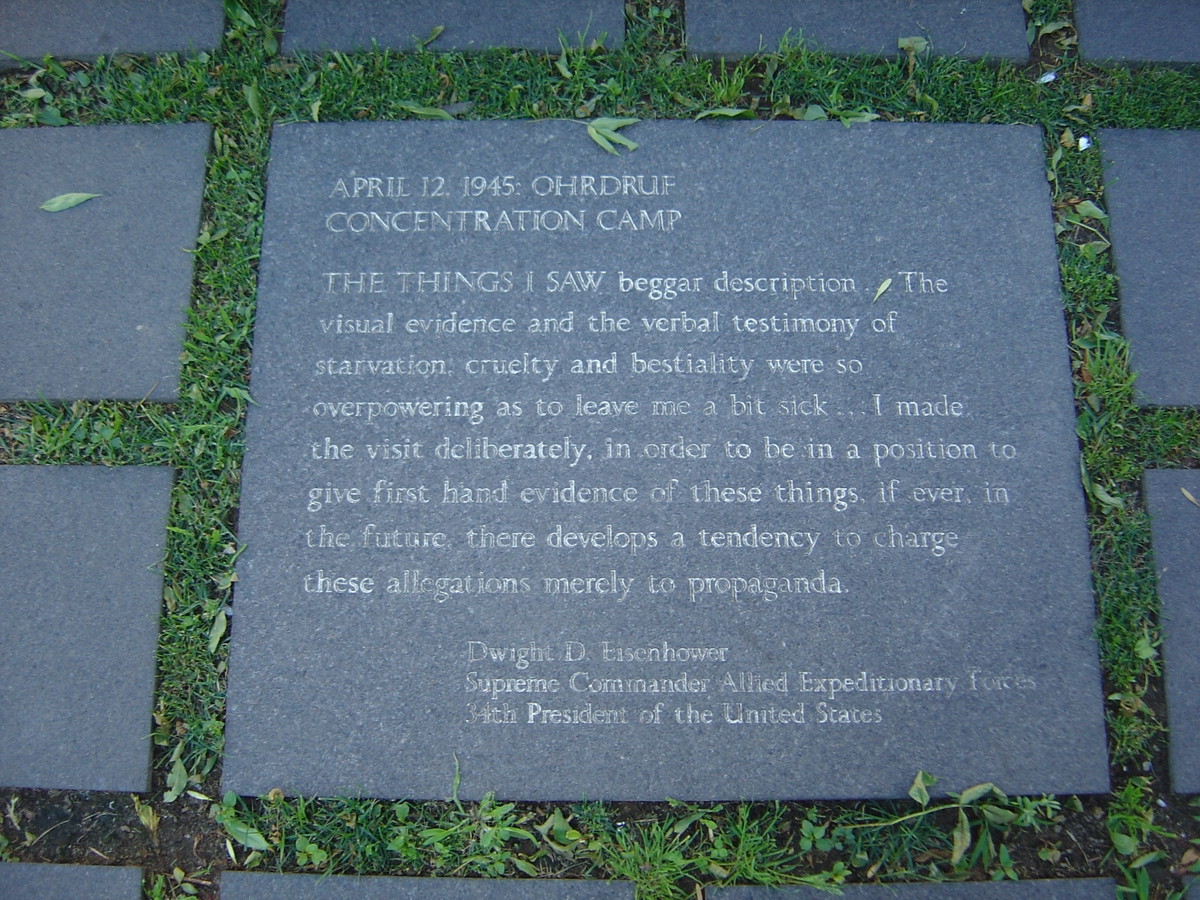 APRIL 12, 1945: OHRDRUF
CONCENTRATION CAMP
THE THINGS I SAW beggar description... The
visual evidence and the verbal testimony of
starvation, cruelty and bestiality were so
overpowering as to leave me a bit sick...I made
the visit deliberately, in order to be in a position to
give first hand evidence of these things, if ever, in
the future, there develops a tendency to charge
these allegations merely to propaganda.
Dwight D. Eisenhower
Supreme Commander Allied Expeditionary Forces
34th President of the United States